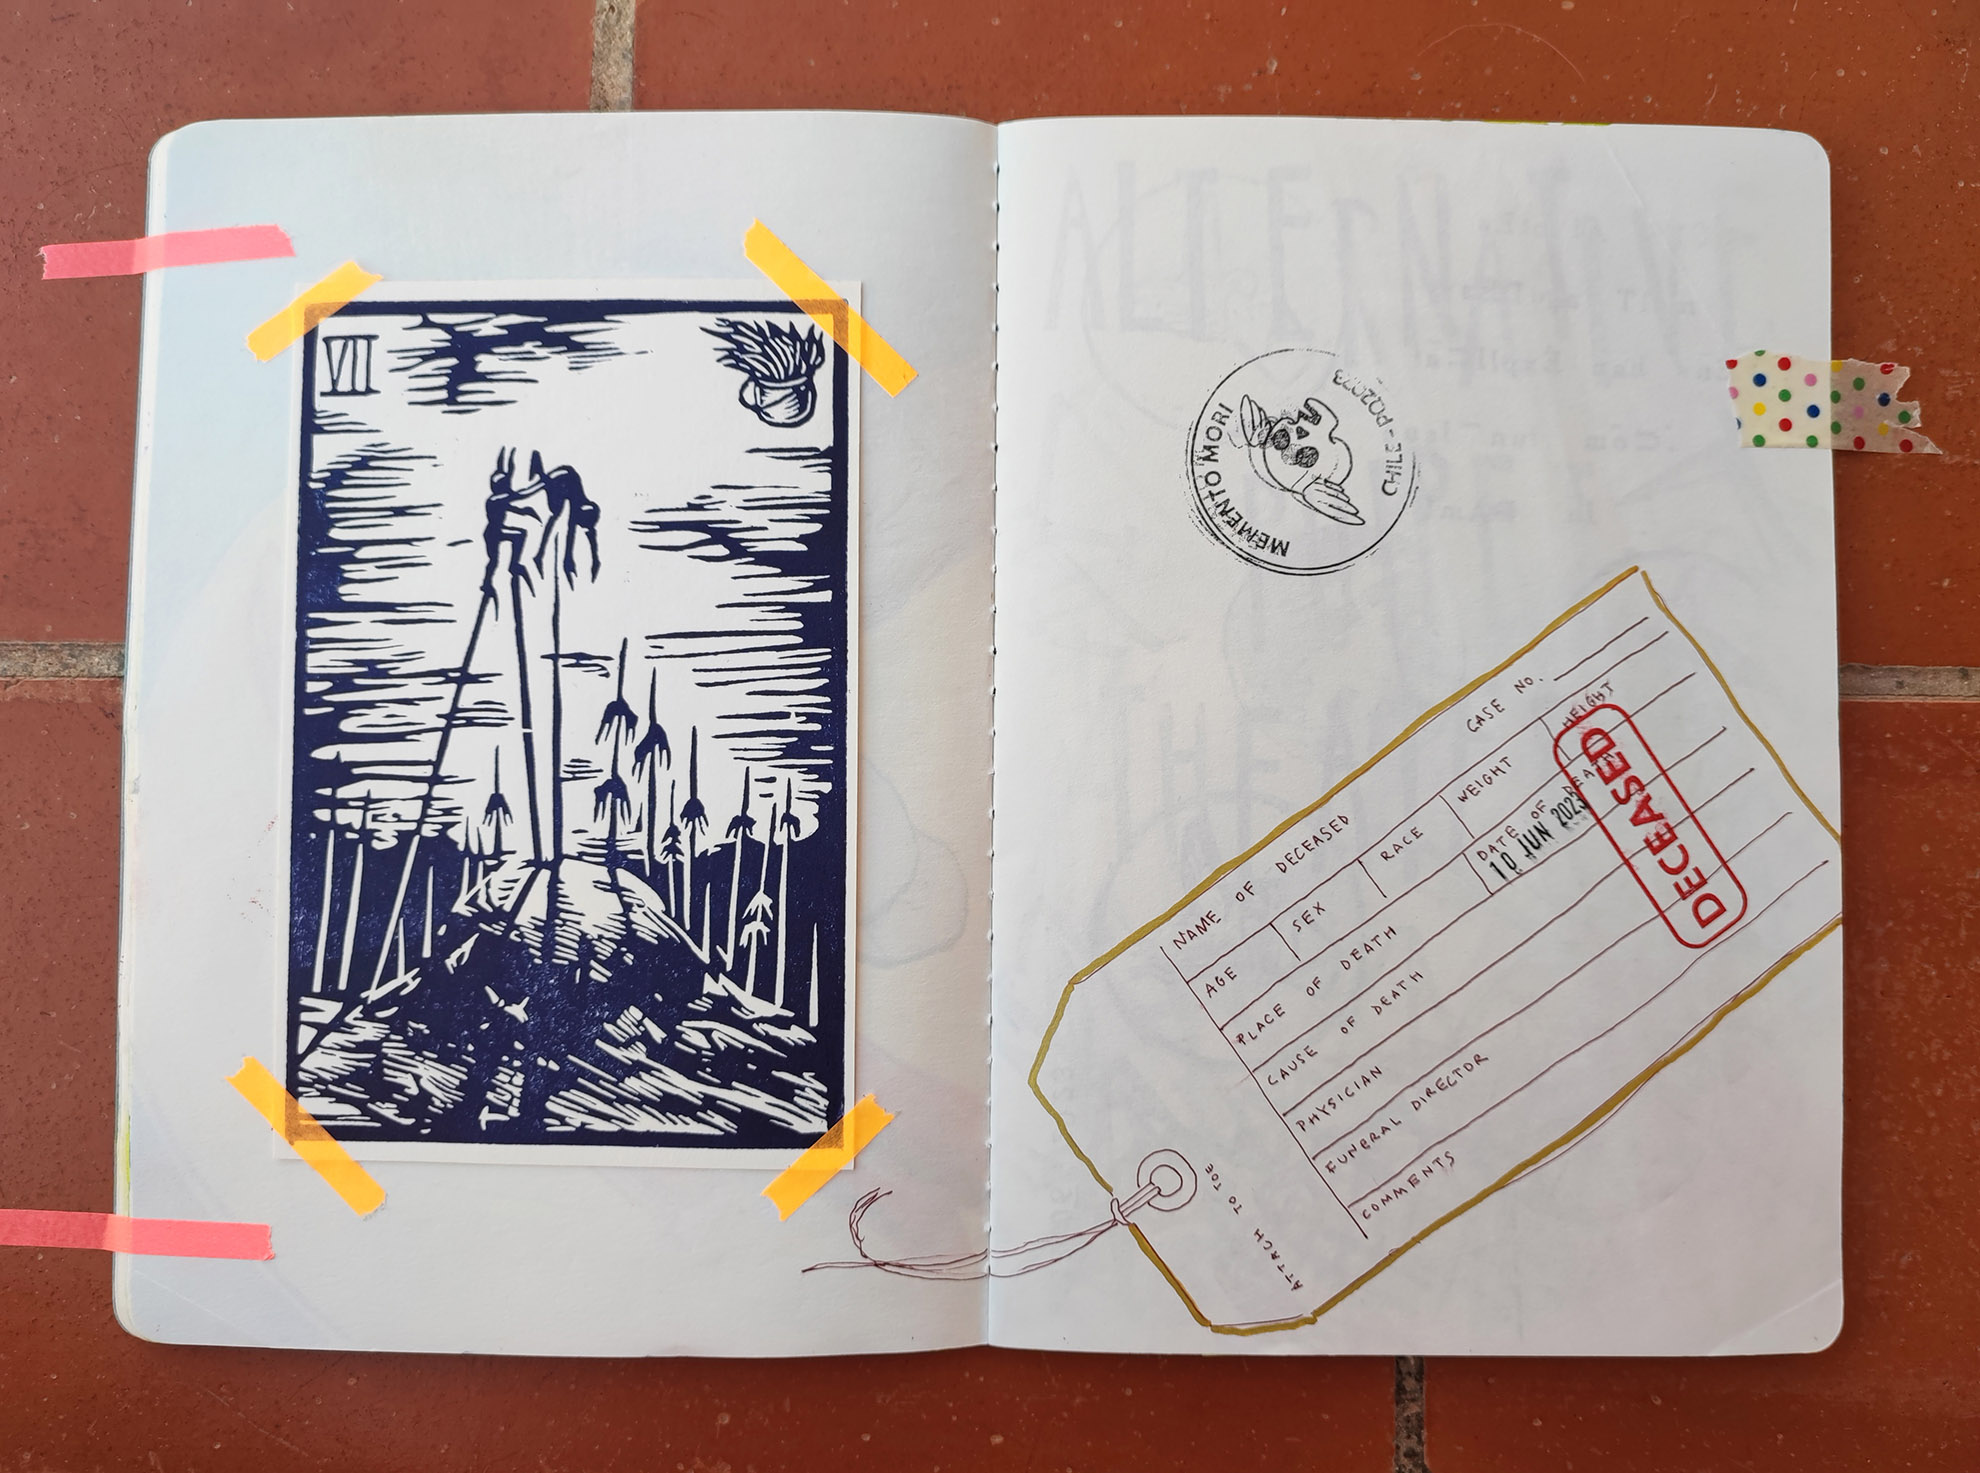 VII
MEMENTO MORI
CHILE - PQ2023
CASE NO.
NAME OF DECEASED
AGE SEX RACE WEIGHT HEIGHT
PLACE OF DEATH DATE OF DEATH
10 JUN 2023
DECEASED
CAUSE OF DEATH
PHYSICIAN
FUNERAL DIRECTOR
COMMENTS
ATTACH TO TOE